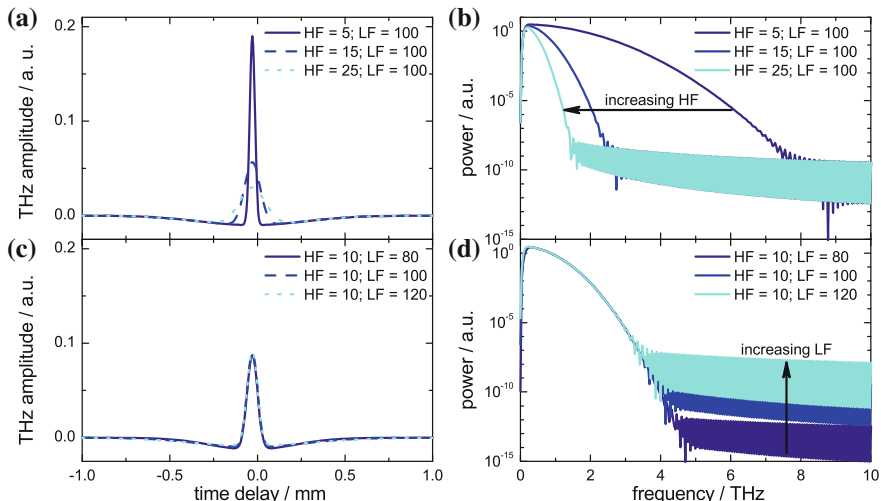 (a)
THz amplitude / a. u.
0.2
0.1
0.0
HF = 5; LF = 100
HF = 15; LF = 100
HF = 25; LF = 100
(b)
power / a.u.
10^0
10^-5
10^-10
10^-15
HF = 5; LF = 100
HF = 15; LF = 100
HF = 25; LF = 100
increasing HF
(c)
THz amplitude / a.u.
0.2
0.1
0.0
HF = 10; LF = 80
HF = 10; LF = 100
HF = 10; LF = 120
-1.0 -0.5 0.0 0.5 1.0
time delay / mm
(d)
power / a.u.
10^0
10^-5
10^-10
10^-15
HF = 10; LF = 80
HF = 10; LF = 100
HF = 10; LF = 120
increasing LF
0 2 4 6 8 10
frequency / THz